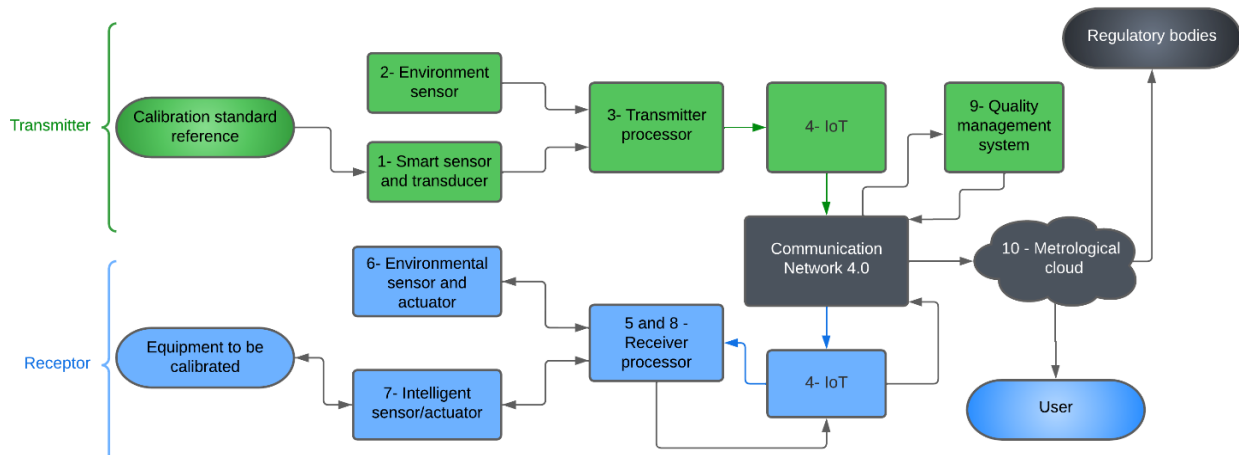 Regulatory bodies
2- Environment
sensor
3- Transmitter
processor
4- IoT
9- Quality
management
system
Transmitter
Calibration standard
reference
1- Smart sensor
and transducer
Communication
Network 4.0
10 - Metrological
cloud
6- Environmental
sensor and
actuator
5 and 8 -
Receiver
processor
Receptor
Equipment to be
calibrated
7- Intelligent
sensor/actuator
4- IoT
User